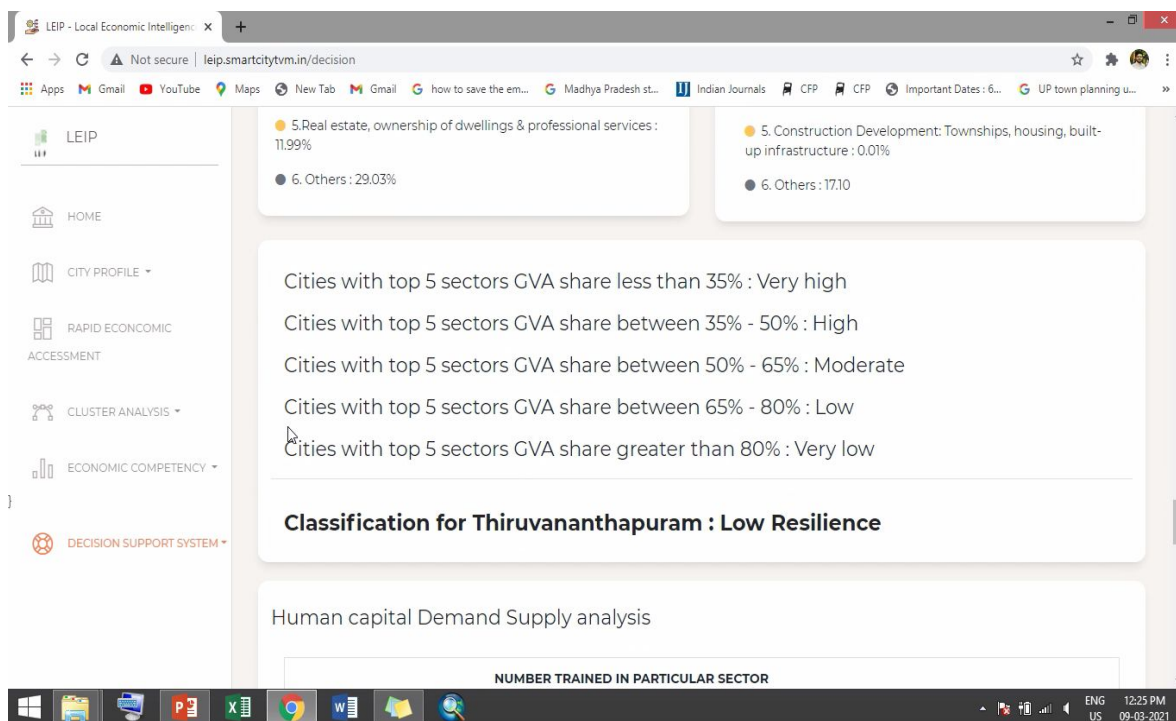 LEIP - Local Economic Intelligenc
Not secure | leip.smartcitytvm.in/decision
Apps Gmail YouTube Maps New Tab Gmail how to save the em... Madhya Pradesh st... Indian Journals CFP CFP Important Dates : 6... UP town planning u... »
LEIP
HOME
CITY PROFILE
RAPID ECONCOMIC
ACCESSMENT
CLUSTER ANALYSIS
ECONOMIC COMPETENCY
}
DECISION SUPPORT SYSTEM
5.Real estate, ownership of dwellings & professional services :
11.99%
6. Others : 29.03%
5. Construction Development: Townships, housing, built-
up infrastructure : 0.01%
6. Others : 17.10
Cities with top 5 sectors GVA share less than 35% : Very high
Cities with top 5 sectors GVA share between 35% - 50% : High
Cities with top 5 sectors GVA share between 50% - 65% : Moderate
Cities with top 5 sectors GVA share between 65% - 80% : Low
Cities with top 5 sectors GVA share greater than 80% : Very low
Classification for Thiruvananthapuram : Low Resilience
Human capital Demand Supply analysis
NUMBER TRAINED IN PARTICULAR SECTOR
ENG 12:25 PM
US 09-03-2021